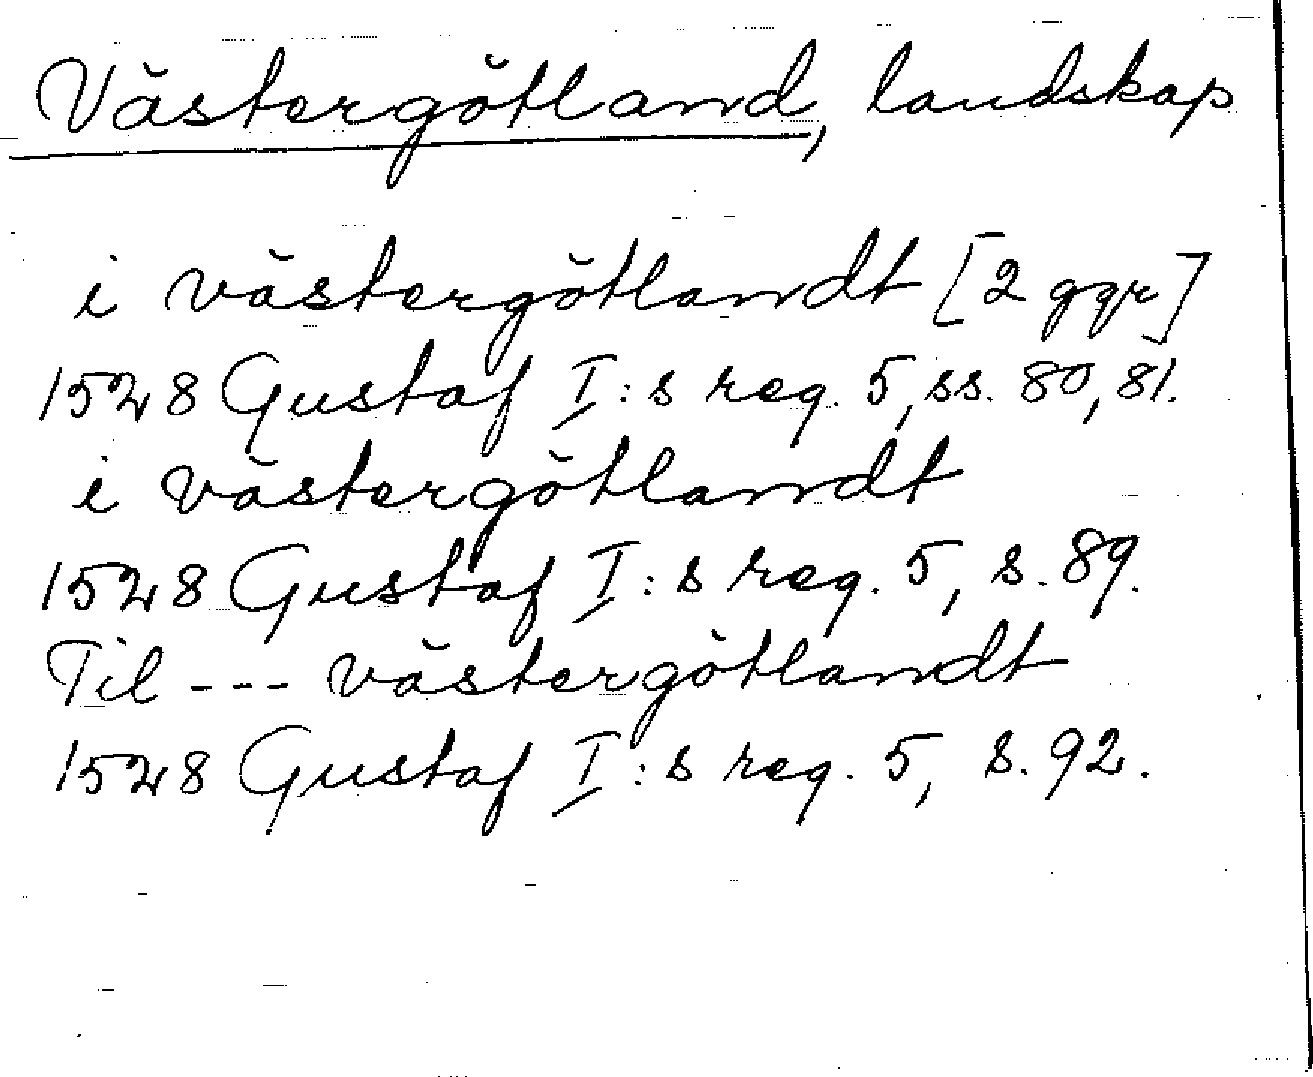 Västergötland, landskap
i västergötlandt [2 ggr]
1528 Gustaf I:s reg. 5, ss. 80, 81.
i västergötlandt
1528 Gustaf I:s reg. 5, s. 89.
Til --- västergötlandt
1528 Gustaf I:s reg. 5, s. 92.